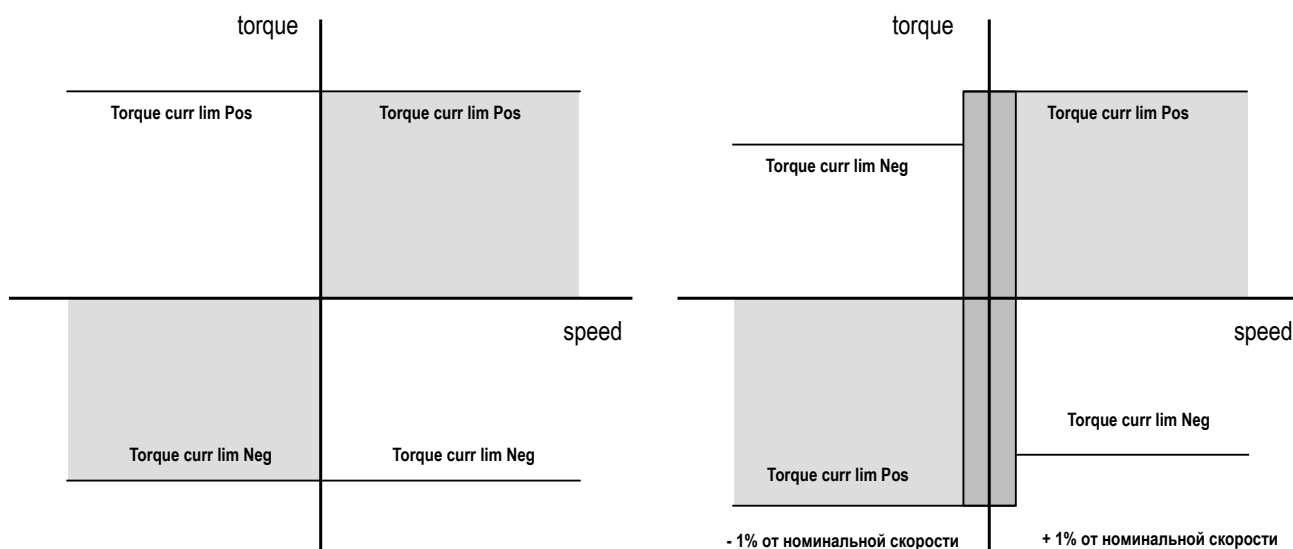 torque
Torque curr lim Pos
Torque curr lim Pos
speed
Torque curr lim Neg
Torque curr lim Neg
torque
Torque curr lim Pos
Torque curr lim Neg
speed
Torque curr lim Neg
Torque curr lim Pos
- 1% от номинальной скорости
+ 1% от номинальной скорости